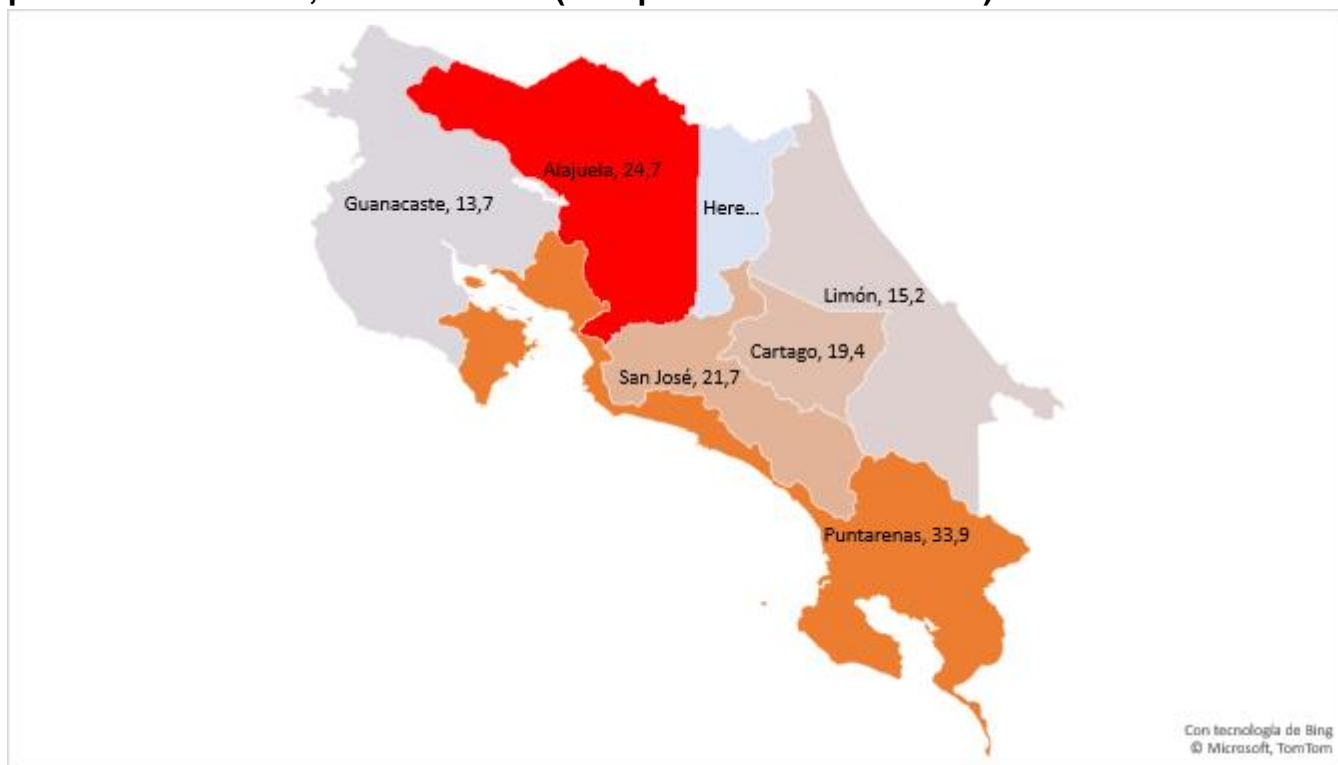 Alajuela, 24,7
Guanacaste, 13,7
Here...
Limón, 15,2
Cartago, 19,4
San José, 21,7
Puntarenas, 33,9
Con tecnología de Bing
© Microsoft, TomTom